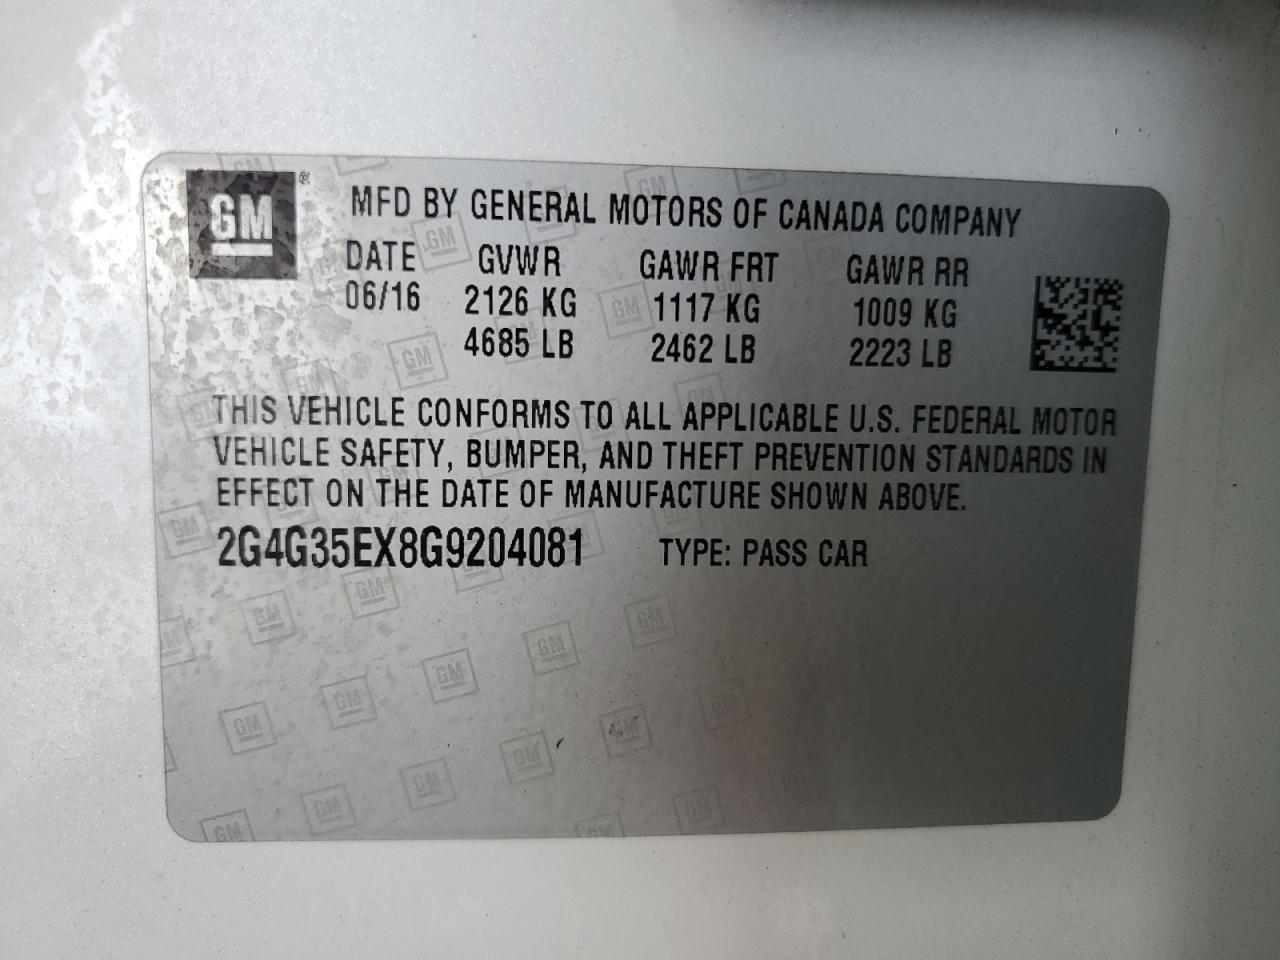 GM®
MFD BY GENERAL MOTORS OF CANADA COMPANY
DATE GVWR GAWR FRT GAWR RR
06/16 2126 KG 1117 KG 1009 KG
4685 LB 2462 LB 2223 LB
THIS VEHICLE CONFORMS TO ALL APPLICABLE U.S. FEDERAL MOTOR
VEHICLE SAFETY, BUMPER, AND THEFT PREVENTION STANDARDS IN
EFFECT ON THE DATE OF MANUFACTURE SHOWN ABOVE.
2G4G35EX8G9204081 TYPE: PASS CAR